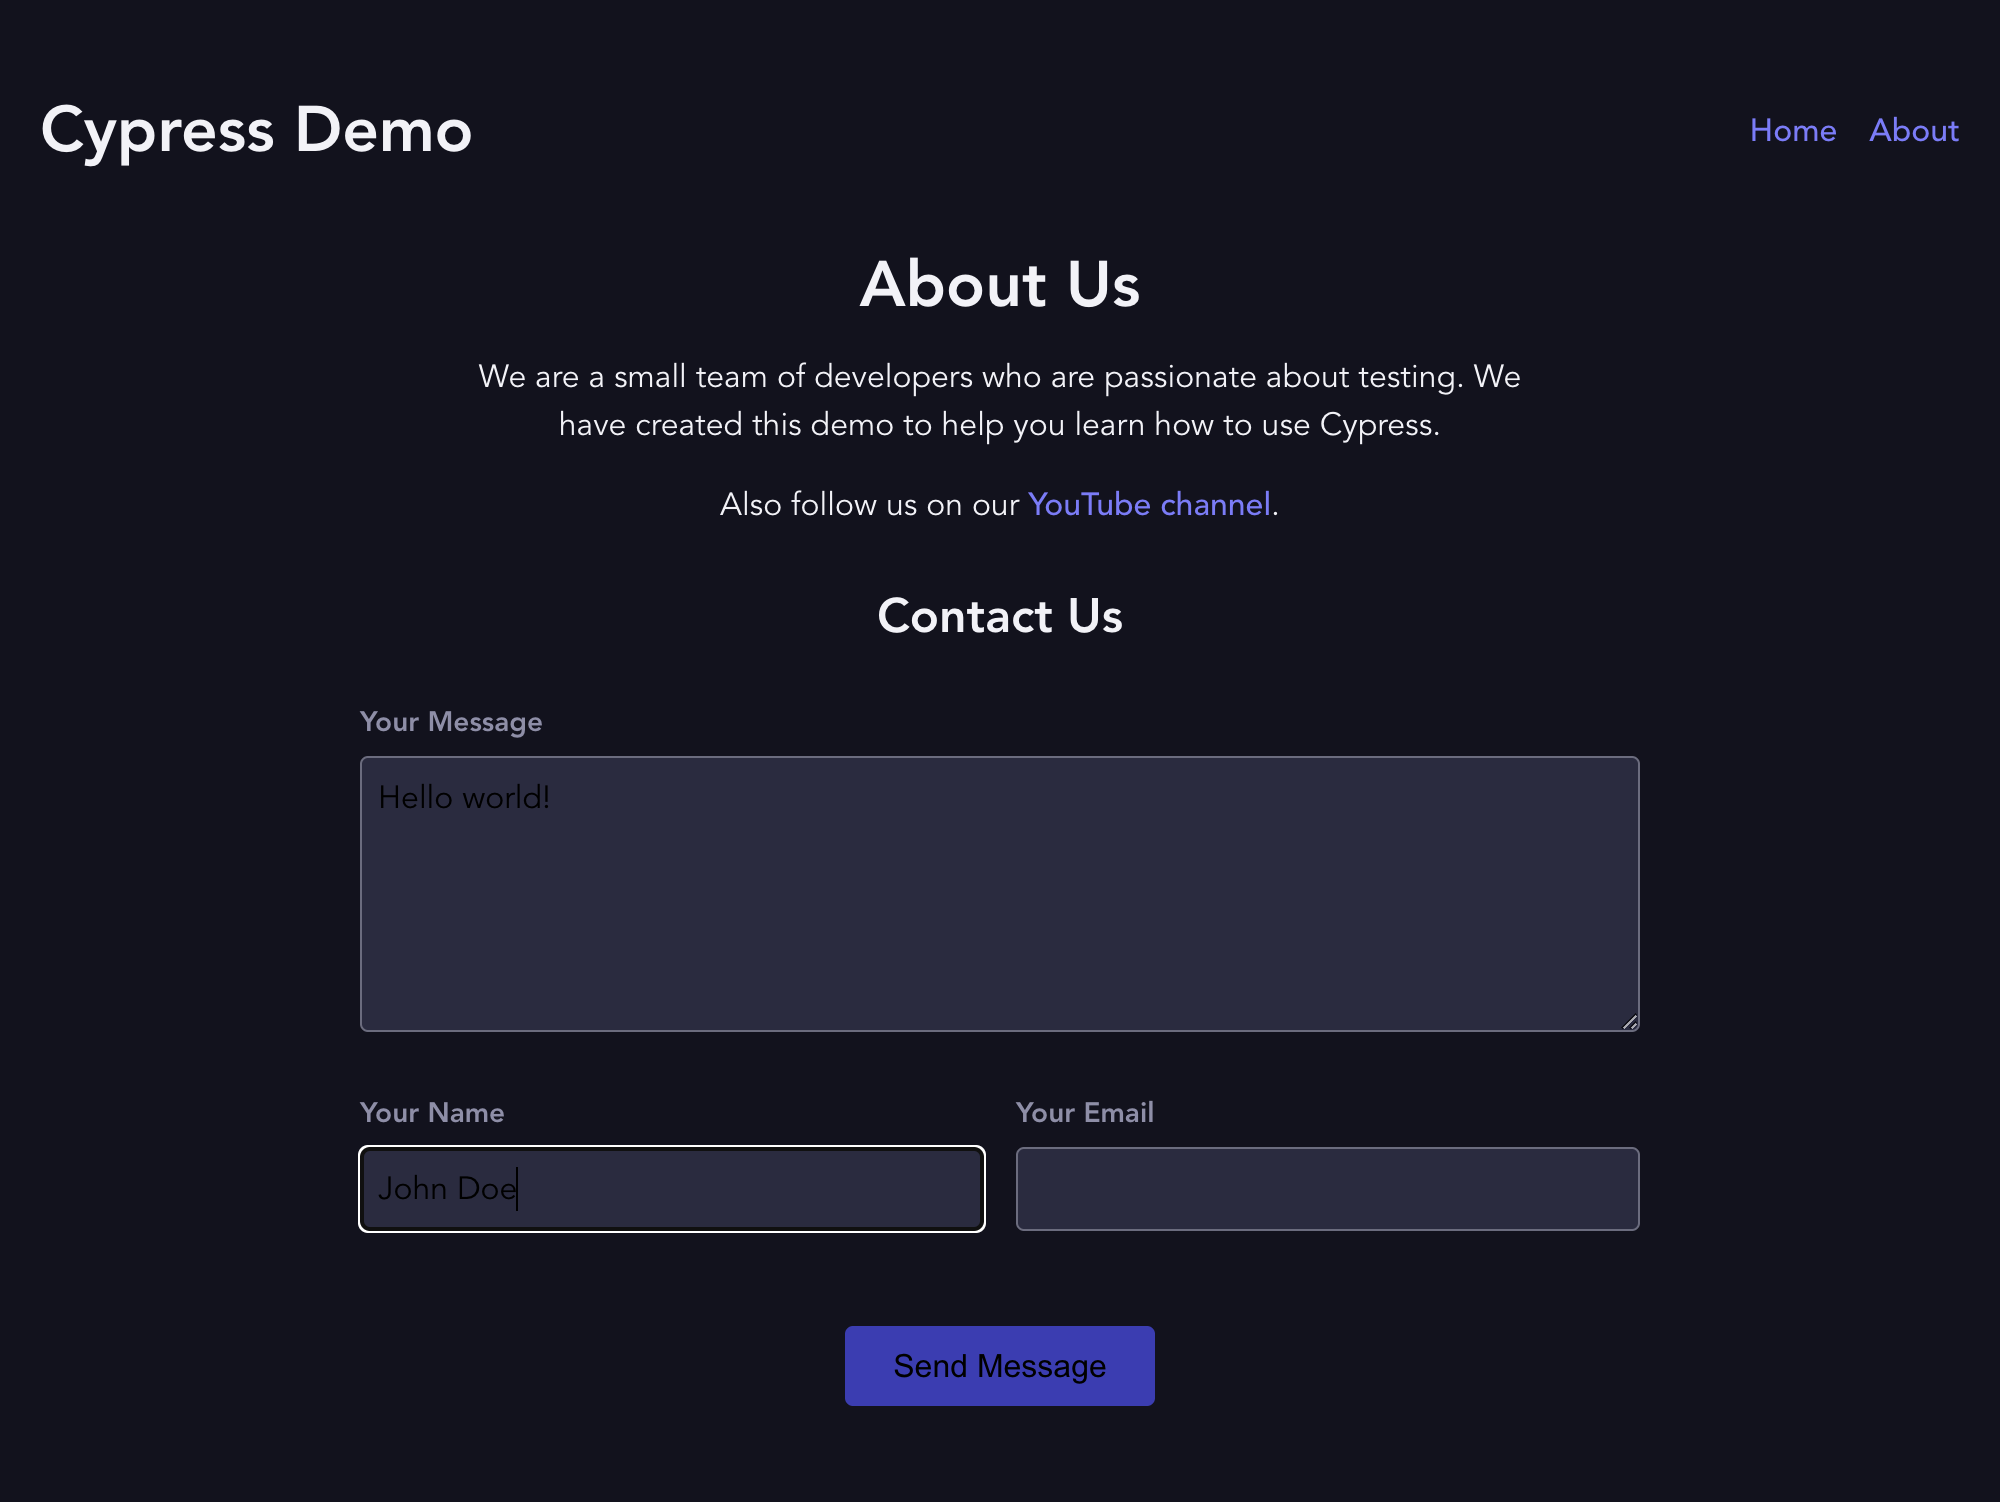 Cypress Demo
Home About
About Us
We are a small team of developers who are passionate about testing. We
have created this demo to help you learn how to use Cypress.
Also follow us on our YouTube channel.
Contact Us
Your Message
Hello world!
Your Name
Your Email
John Doe
Send Message